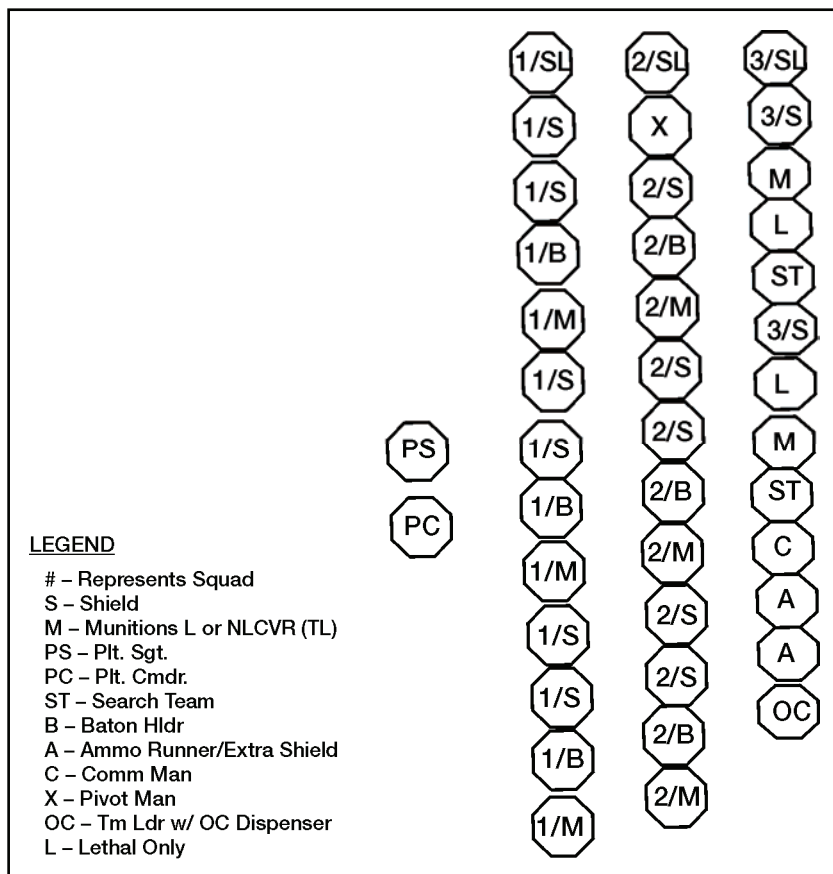 1/SL 2/SL 3/SL
1/S X 3/S
1/S 2/S M
1/B 2/B L
1/M 2/M ST
1/S 2/S 3/S
L
PS 1/S 2/S M
PC 1/B 2/B ST
1/M 2/M C
1/S 2/S A
1/S 2/S A
1/B 2/B OC
1/M 2/M
LEGEND
# – Represents Squad
S – Shield
M – Munitions L or NLCVR (TL)
PS – Plt. Sgt.
PC – Plt. Cmdr.
ST – Search Team
B – Baton Hldr
A – Ammo Runner/Extra Shield
C – Comm Man
X – Pivot Man
OC – Tm Ldr w/ OC Dispenser
L – Lethal Only